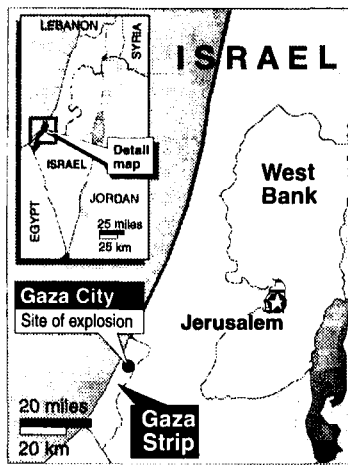 LEBANON
SYRIA
ISRAEL
Detail
map
ISRAEL
JORDAN
EGYPT
25 miles
25 km
West
Bank
Gaza City
Site of explosion
Jerusalem
20 miles
20 km
Gaza
Strip